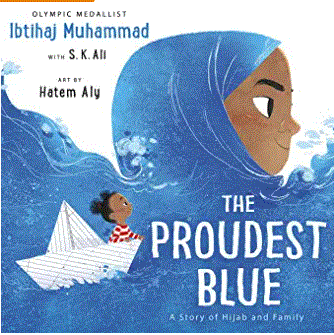 OLYMPIC MEDALLIST
Ibtihaj Muhammad
WITH S. K. Ali
ART BY
Hatem Aly
THE
PROUDEST
BLUE
A Story of Hijab and Family